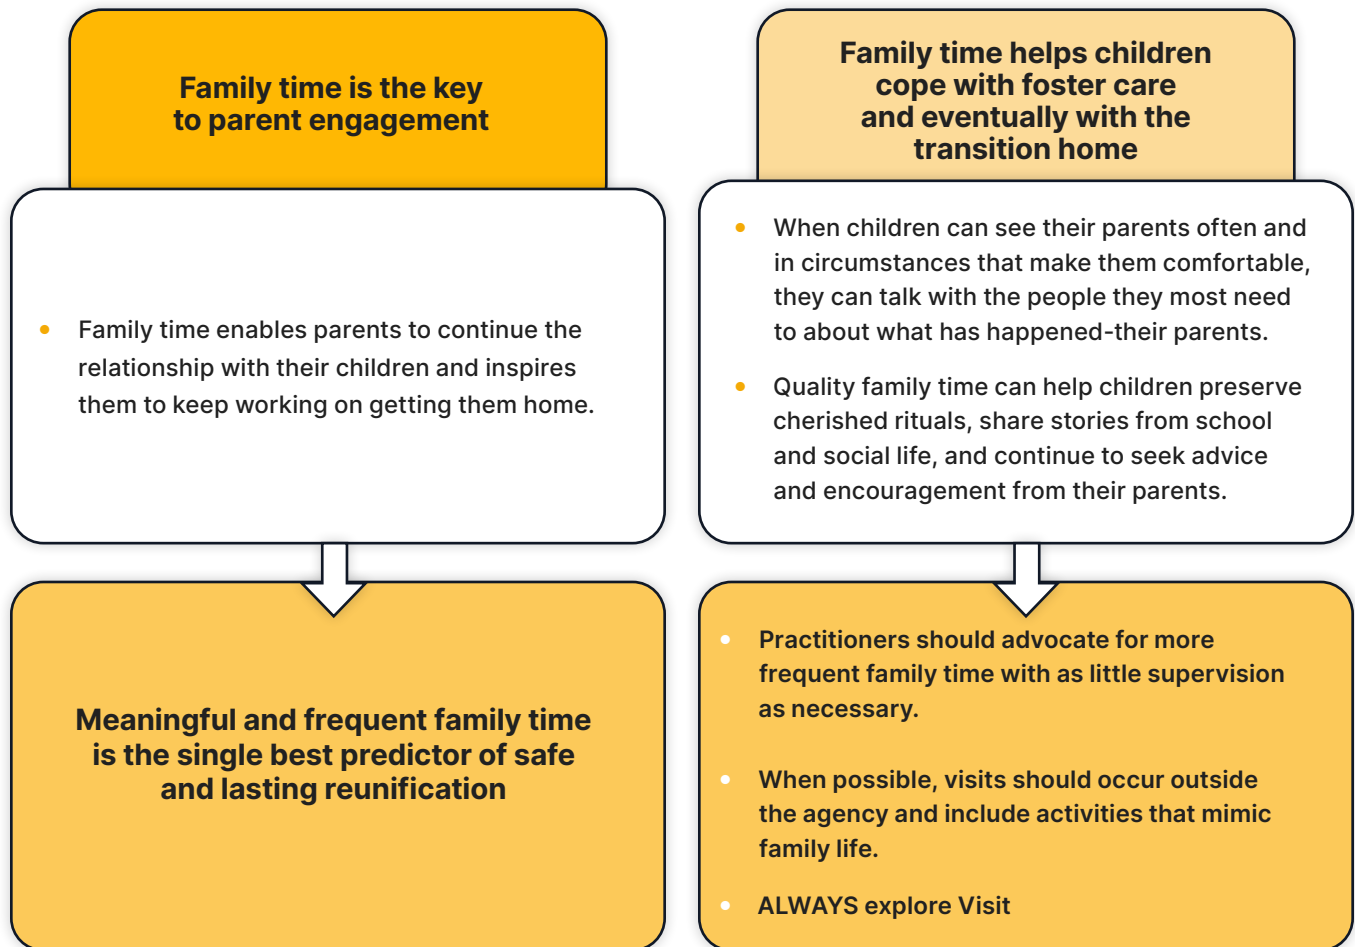 Family time is the key
to parent engagement
• Family time enables parents to continue the
relationship with their children and inspires
them to keep working on getting them home.
Meaningful and frequent family time
is the single best predictor of safe
and lasting reunification
Family time helps children
cope with foster care
and eventually with the
transition home
• When children can see their parents often and
in circumstances that make them comfortable,
they can talk with the people they most need
to about what has happened-their parents.
• Quality family time can help children preserve
cherished rituals, share stories from school
and social life, and continue to seek advice
and encouragement from their parents.
• Practitioners should advocate for more
frequent family time with as little supervision
as necessary.
• When possible, visits should occur outside
the agency and include activities that mimic
family life.
• ALWAYS explore Visit